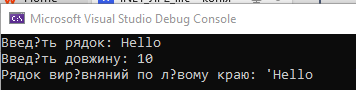 Microsoft Visual Studio Debug Console
Введ?ть рядок: Hello
Введ?ть довжину: 10
Рядок вир?вняний по л?вому краю: 'Hello